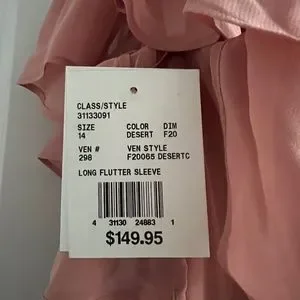 CLASS/STYLE
31133091
SIZE COLOR DIM
14 DESERT F20
VEN # VEN STYLE
298 F20065 DESERTC
LONG FLUTTER SLEEVE
4 31130 24683 1
$149.95